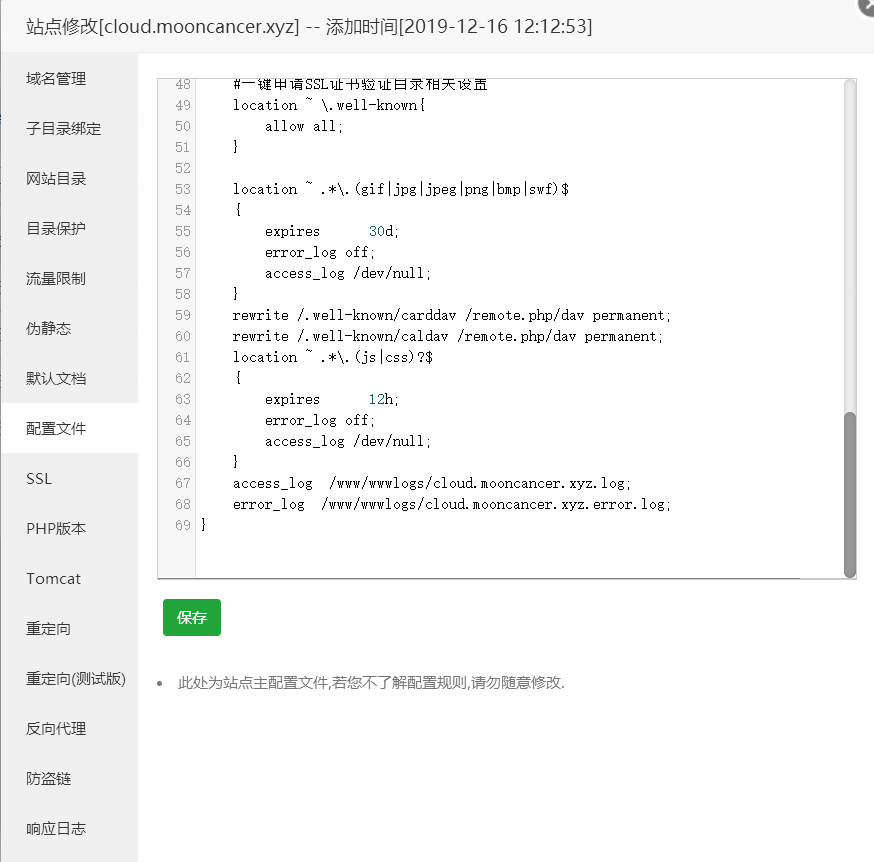 站点修改[cloud.mooncancer.xyz] -- 添加时间[2019-12-16 12:12:53]
域名管理
子目录绑定
网站目录
目录保护
流量限制
伪静态
默认文档
配置文件
SSL
PHP版本
Tomcat
重定向
重定向(测试版)
反向代理
防盗链
响应日志
48 #一键申请SSL证书验证目录相关设置
49 location ~ \.well-known{
50 allow all;
51 }
52
53 location ~ .*\.(gif|jpg|jpeg|png|bmp|swf)$
54 {
55 expires      30d;
56 error_log off;
57 access_log /dev/null;
58 }
59 rewrite /.well-known/carddav /remote.php/dav permanent;
60 rewrite /.well-known/caldav /remote.php/dav permanent;
61 location ~ .*\.(js|css)?$
62 {
63 expires      12h;
64 error_log off;
65 access_log /dev/null;
66 }
67 access_log  /www/wwwlogs/cloud.mooncancer.xyz.log;
68 error_log  /www/wwwlogs/cloud.mooncancer.xyz.error.log;
69 }
保存
• 此处为站点主配置文件,若您不了解配置规则,请勿随意修改.